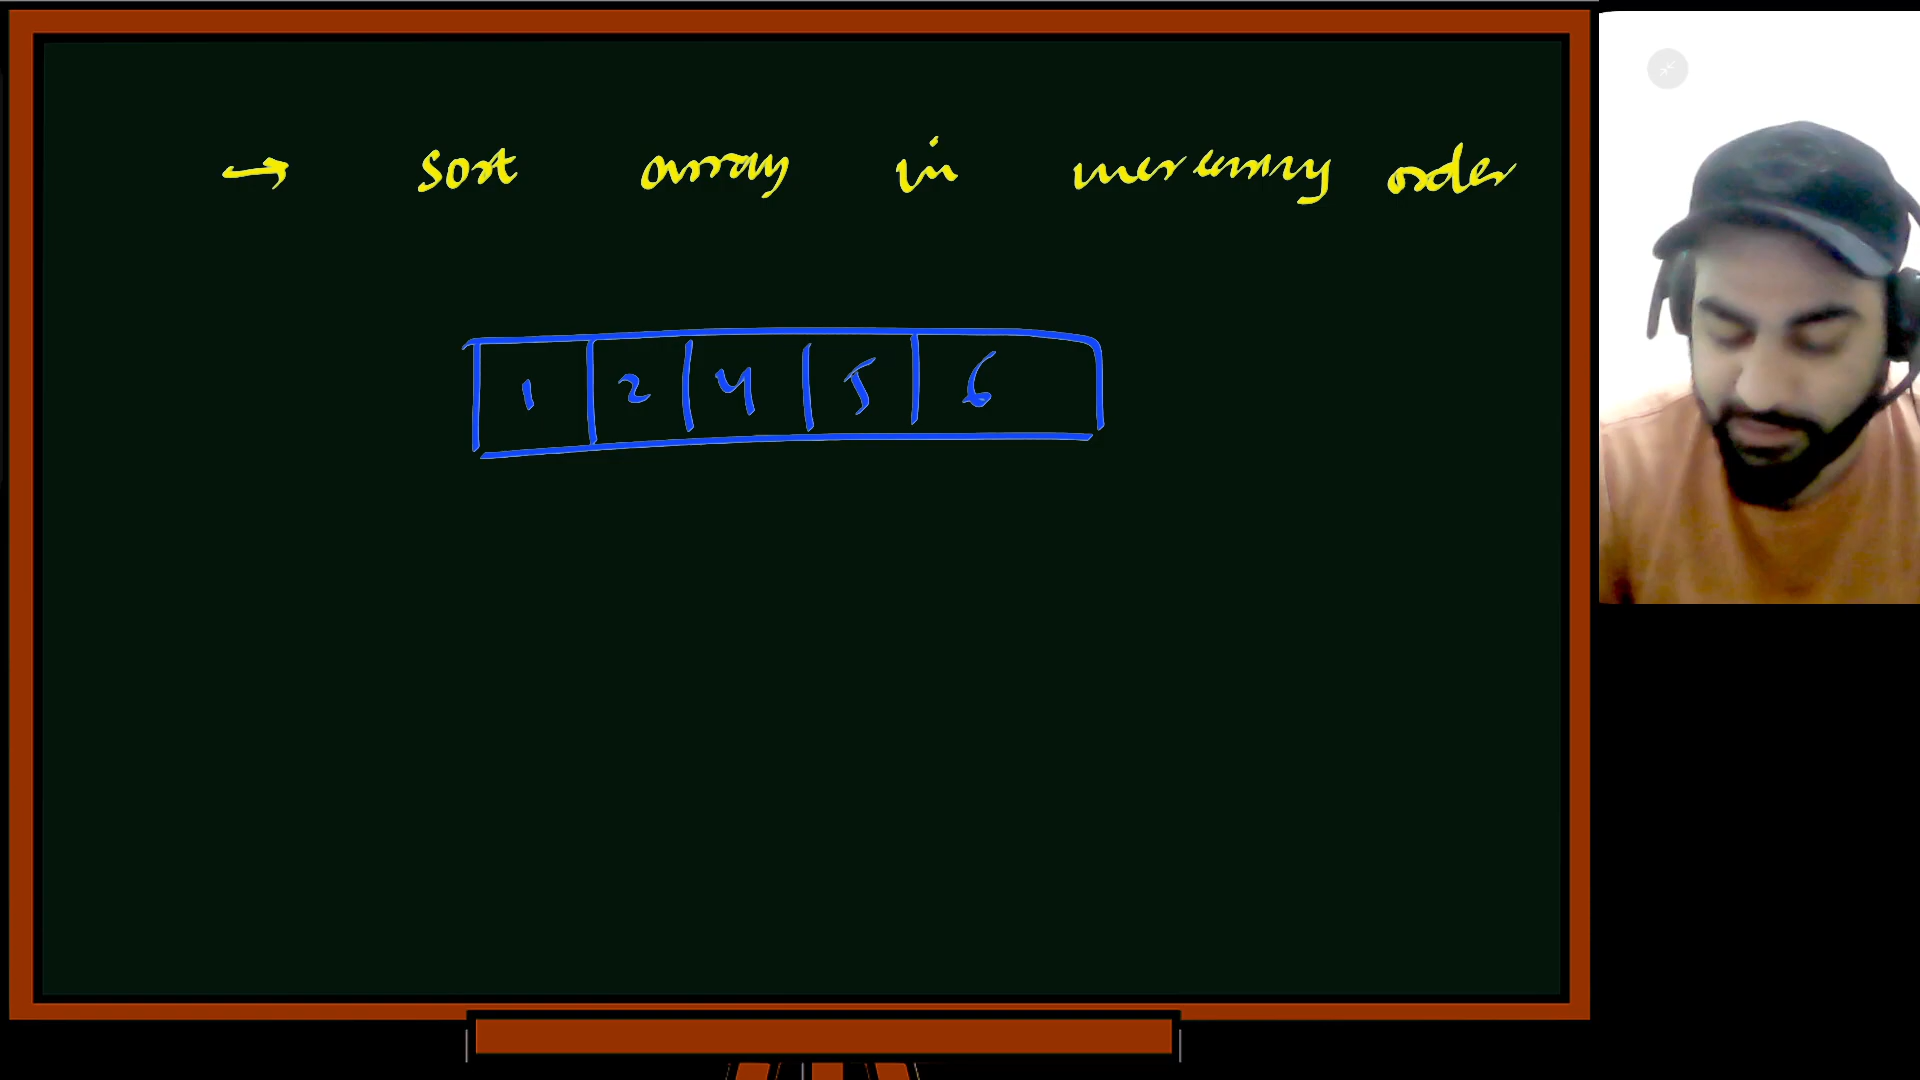 → sort array in increasing order
1 2 4 5 6